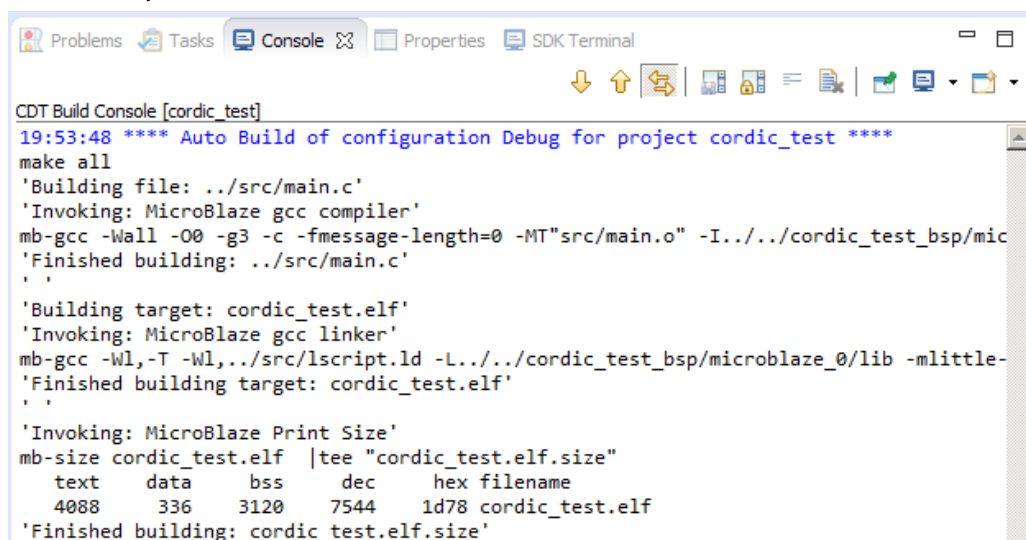 Problems Tasks Console Properties SDK Terminal
CDT Build Console [cordic_test]
19:53:48 **** Auto Build of configuration Debug for project cordic_test ****
make all
'Building file: ../src/main.c'
'Invoking: MicroBlaze gcc compiler'
mb-gcc -Wall -O0 -g3 -c -fmessage-length=0 -MT"src/main.o" -I../../cordic_test_bsp/mic
'Finished building: ../src/main.c'
' '
'Building target: cordic_test.elf'
'Invoking: MicroBlaze gcc linker'
mb-gcc -Wl,-T -Wl,../src/lscript.ld -L../../cordic_test_bsp/microblaze_0/lib -mlittle-
'Finished building target: cordic_test.elf'
' '
'Invoking: MicroBlaze Print Size'
mb-size cordic_test.elf  |tee "cordic_test.elf.size"
   text    data     bss     dec     hex filename
   4088     336    3120    7544    1d78 cordic_test.elf
'Finished building: cordic_test.elf.size'